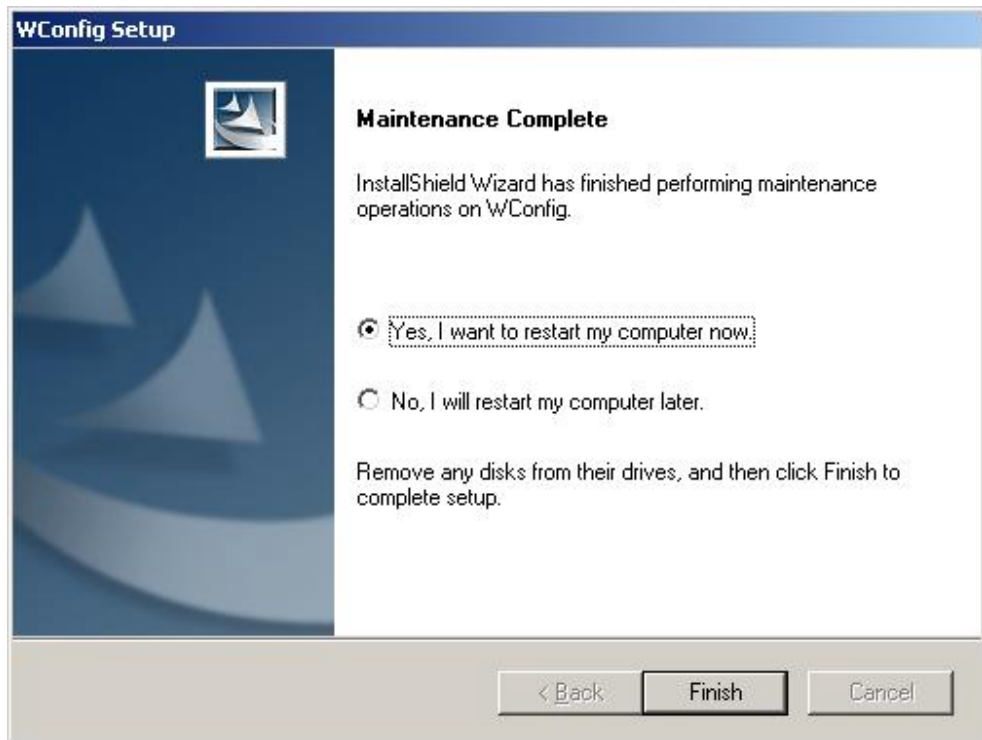 WConfig Setup
Maintenance Complete
InstallShield Wizard has finished performing maintenance
operations on WConfig.
Yes, I want to restart my computer now.
No, I will restart my computer later.
Remove any disks from their drives, and then click Finish to
complete setup.
< Back
Finish
Cancel